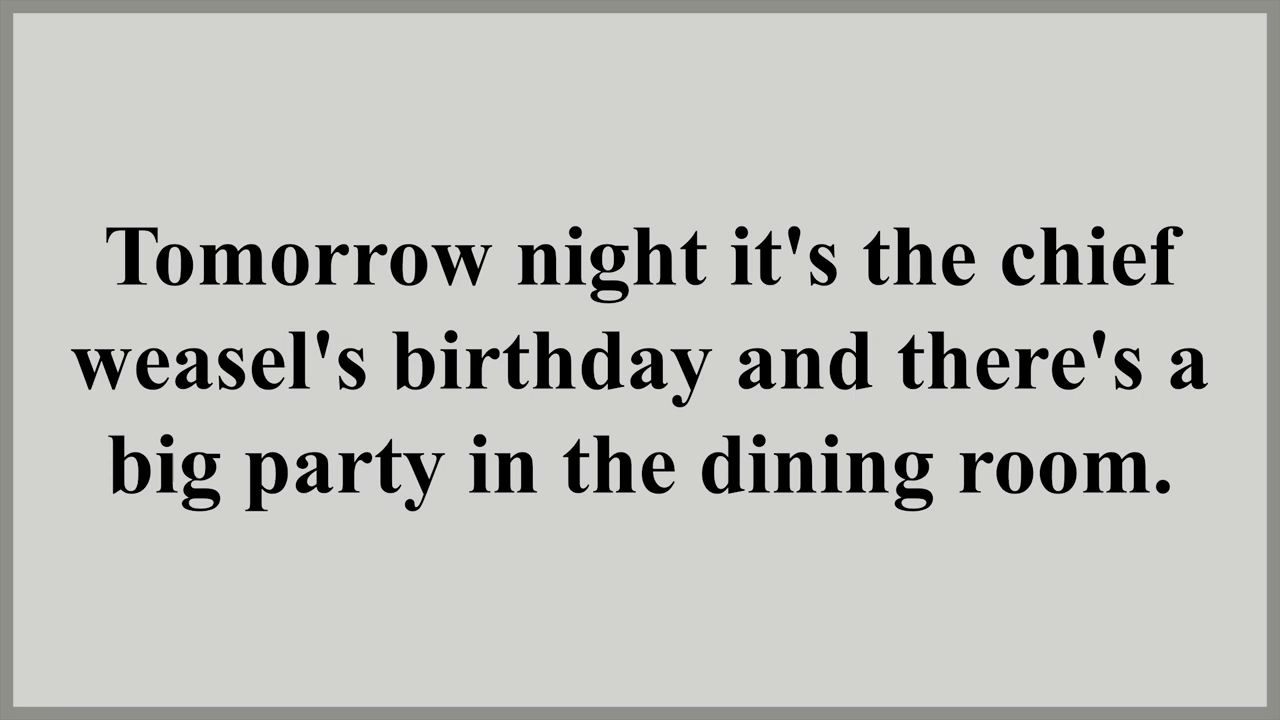 Tomorrow night it's the chief
weasel's birthday and there's a
big party in the dining room.